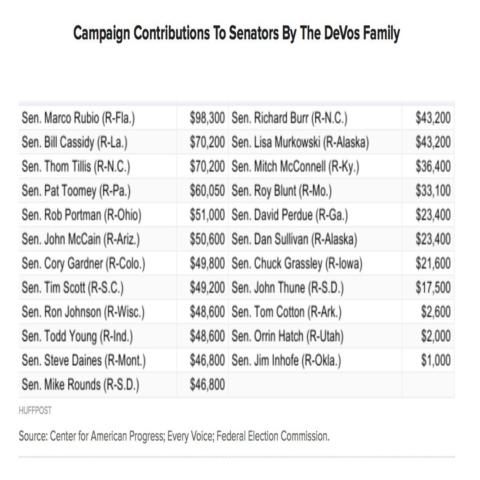 Campaign Contributions To Senators By The DeVos Family
Sen. Marco Rubio (R-Fla.) $98,300 Sen. Richard Burr (R-N.C.) $43,200
Sen. Bill Cassidy (R-La.) $70,200 Sen. Lisa Murkowski (R-Alaska) $43,200
Sen. Thom Tillis (R-N.C.) $70,200 Sen. Mitch McConnell (R-Ky.) $36,400
Sen. Pat Toomey (R-Pa.) $60,050 Sen. Roy Blunt (R-Mo.) $33,100
Sen. Rob Portman (R-Ohio) $51,000 Sen. David Perdue (R-Ga.) $23,400
Sen. John McCain (R-Ariz.) $50,600 Sen. Dan Sullivan (R-Alaska) $23,400
Sen. Cory Gardner (R-Colo.) $49,800 Sen. Chuck Grassley (R-Iowa) $21,600
Sen. Tim Scott (R-S.C.) $49,200 Sen. John Thune (R-S.D.) $17,500
Sen. Ron Johnson (R-Wisc.) $48,600 Sen. Tom Cotton (R-Ark.) $2,600
Sen. Todd Young (R-Ind.) $48,600 Sen. Orrin Hatch (R-Utah) $2,000
Sen. Steve Daines (R-Mont.) $46,800 Sen. Jim Inhofe (R-Okla.) $1,000
Sen. Mike Rounds (R-S.D.) $46,800
HUFFPOST
Source: Center for American Progress; Every Voice; Federal Election Commission.